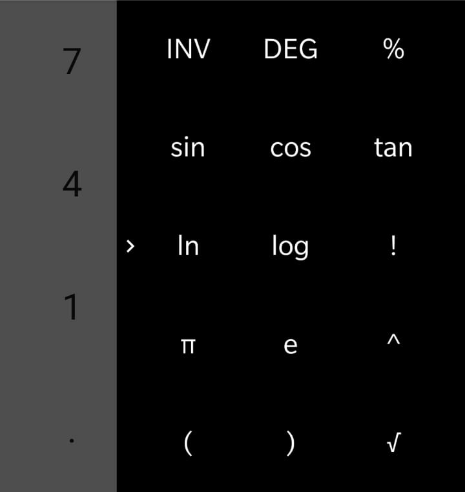 7
INV DEG %
sin cos tan
4
> ln log !
1
π e ^
.
( ) √